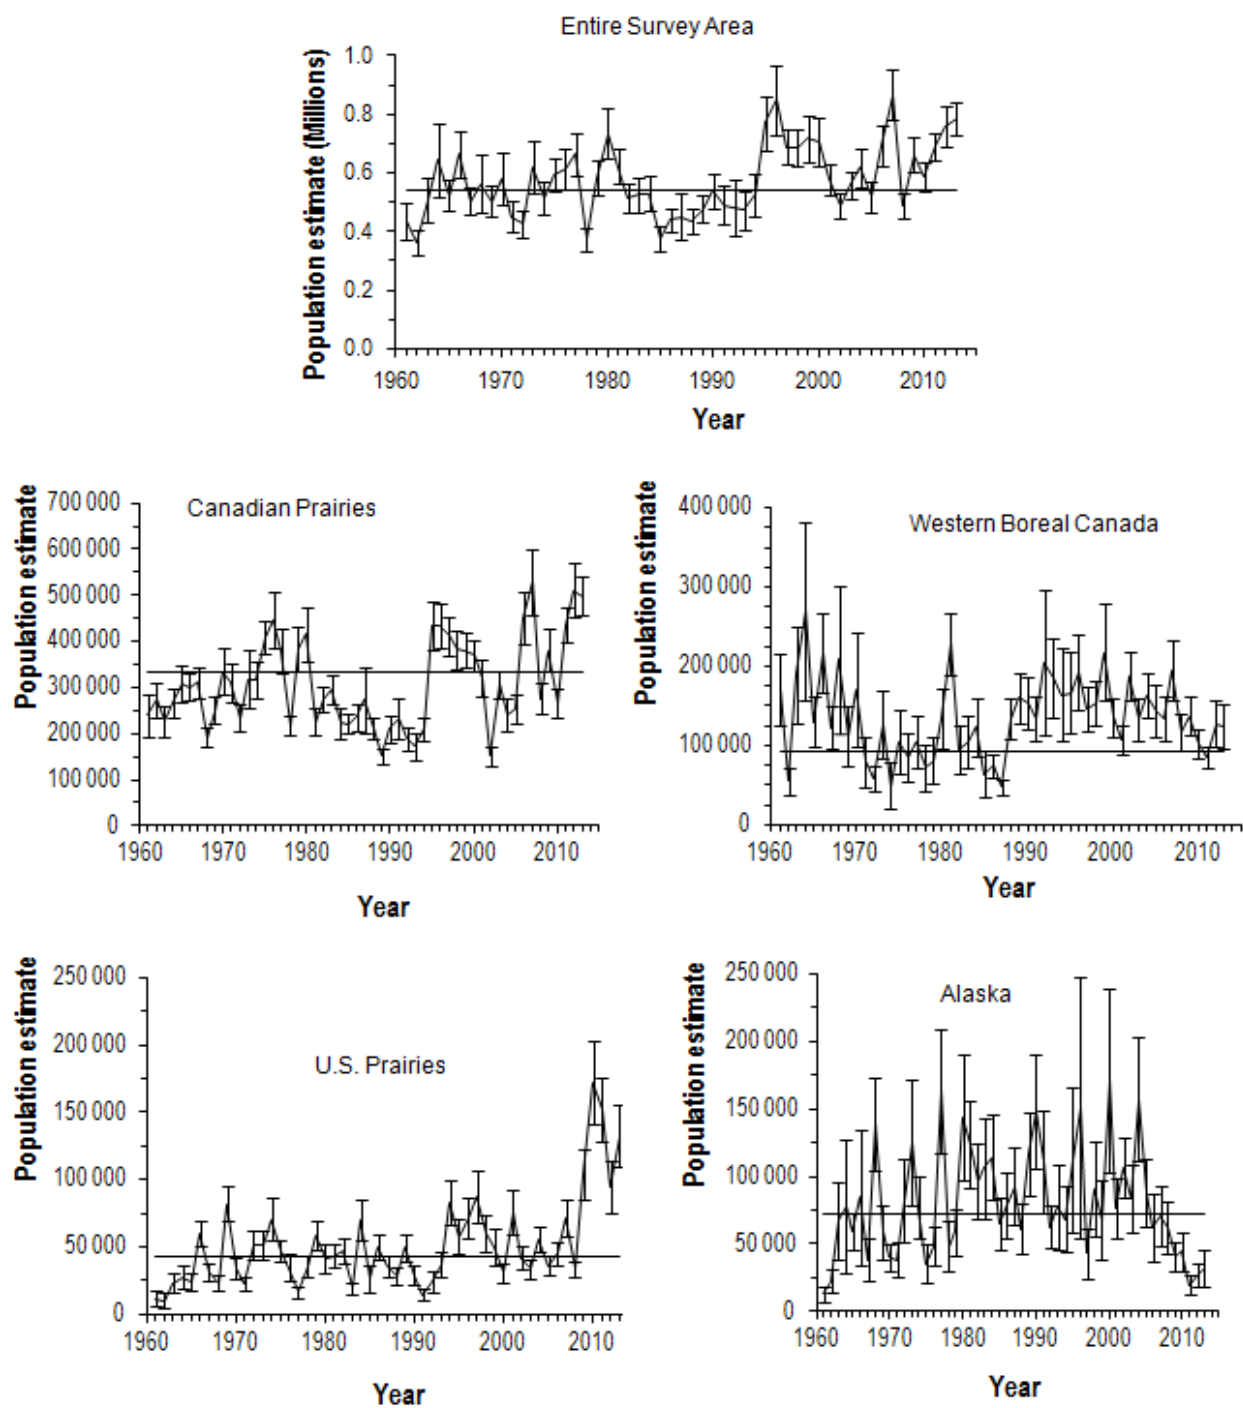 Entire Survey Area
Population estimate (Millions)
1.0
0.8
0.6
0.4
0.2
0.0
1960 1970 1980 1990 2000 2010
Year
Canadian Prairies
Population estimate
700 000
600 000
500 000
400 000
300 000
200 000
100 000
0
1960 1970 1980 1990 2000 2010
Year
Western Boreal Canada
Population estimate
400 000
300 000
200 000
100 000
0
1960 1970 1980 1990 2000 2010
Year
U.S. Prairies
Population estimate
250 000
200 000
150 000
100 000
50 000
0
1960 1970 1980 1990 2000 2010
Year
Alaska
Population estimate
250 000
200 000
150 000
100 000
50 000
0
1960 1970 1980 1990 2000 2010
Year